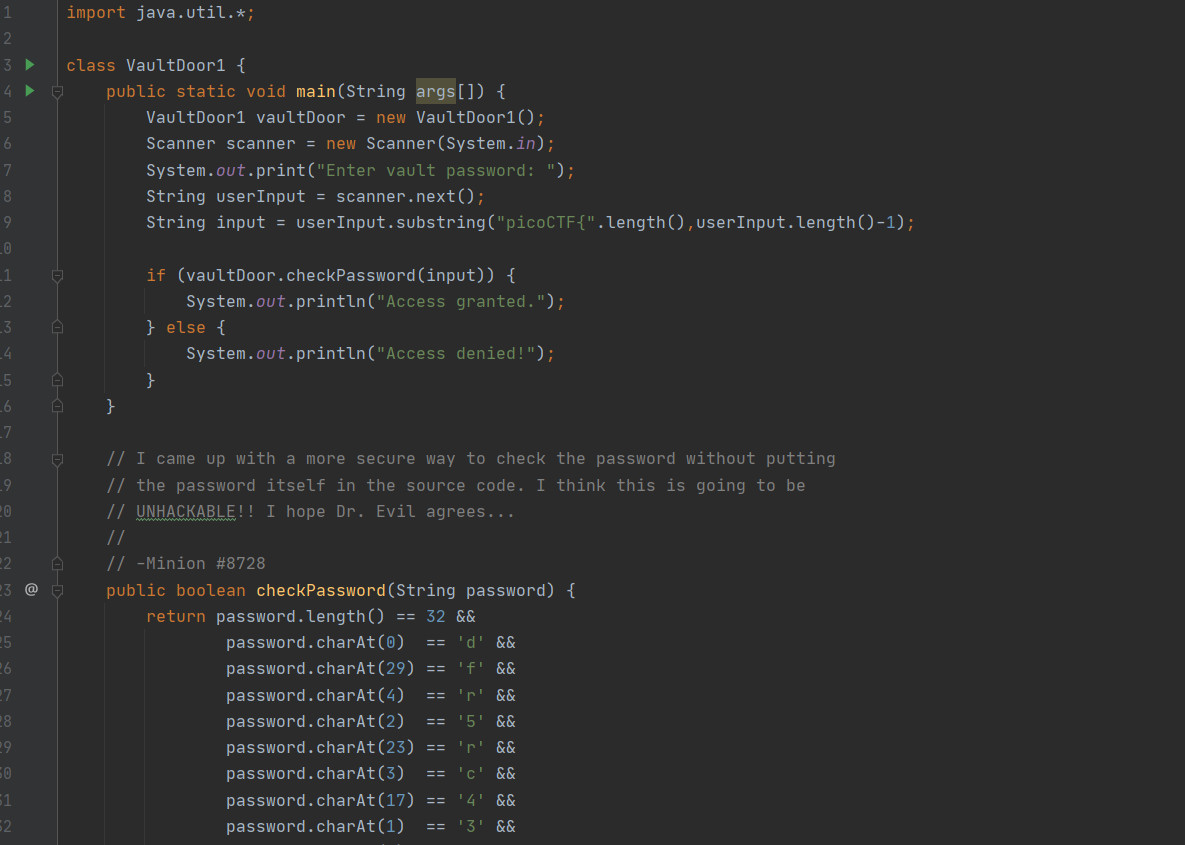 1 import java.util.*;
2
3 class VaultDoor1 {
4 public static void main(String args[]) {
5 VaultDoor1 vaultDoor = new VaultDoor1();
6 Scanner scanner = new Scanner(System.in);
7 System.out.print("Enter vault password: ");
8 String userInput = scanner.next();
9 String input = userInput.substring("picoCTF{".length(),userInput.length()-1);
10
11 if (vaultDoor.checkPassword(input)) {
12 System.out.println("Access granted.");
13 } else {
14 System.out.println("Access denied!");
15 }
16 }
17
18 // I came up with a more secure way to check the password without putting
19 // the password itself in the source code. I think this is going to be
20 // UNHACKABLE!! I hope Dr. Evil agrees...
21 //
22 // -Minion #8728
23 @ public boolean checkPassword(String password) {
24 return password.length() == 32 &&
25 password.charAt(0) == 'd' &&
26 password.charAt(29) == 'f' &&
27 password.charAt(4) == 'r' &&
28 password.charAt(2) == '5' &&
29 password.charAt(23) == 'r' &&
30 password.charAt(3) == 'c' &&
31 password.charAt(17) == '4' &&
32 password.charAt(1) == '3' &&